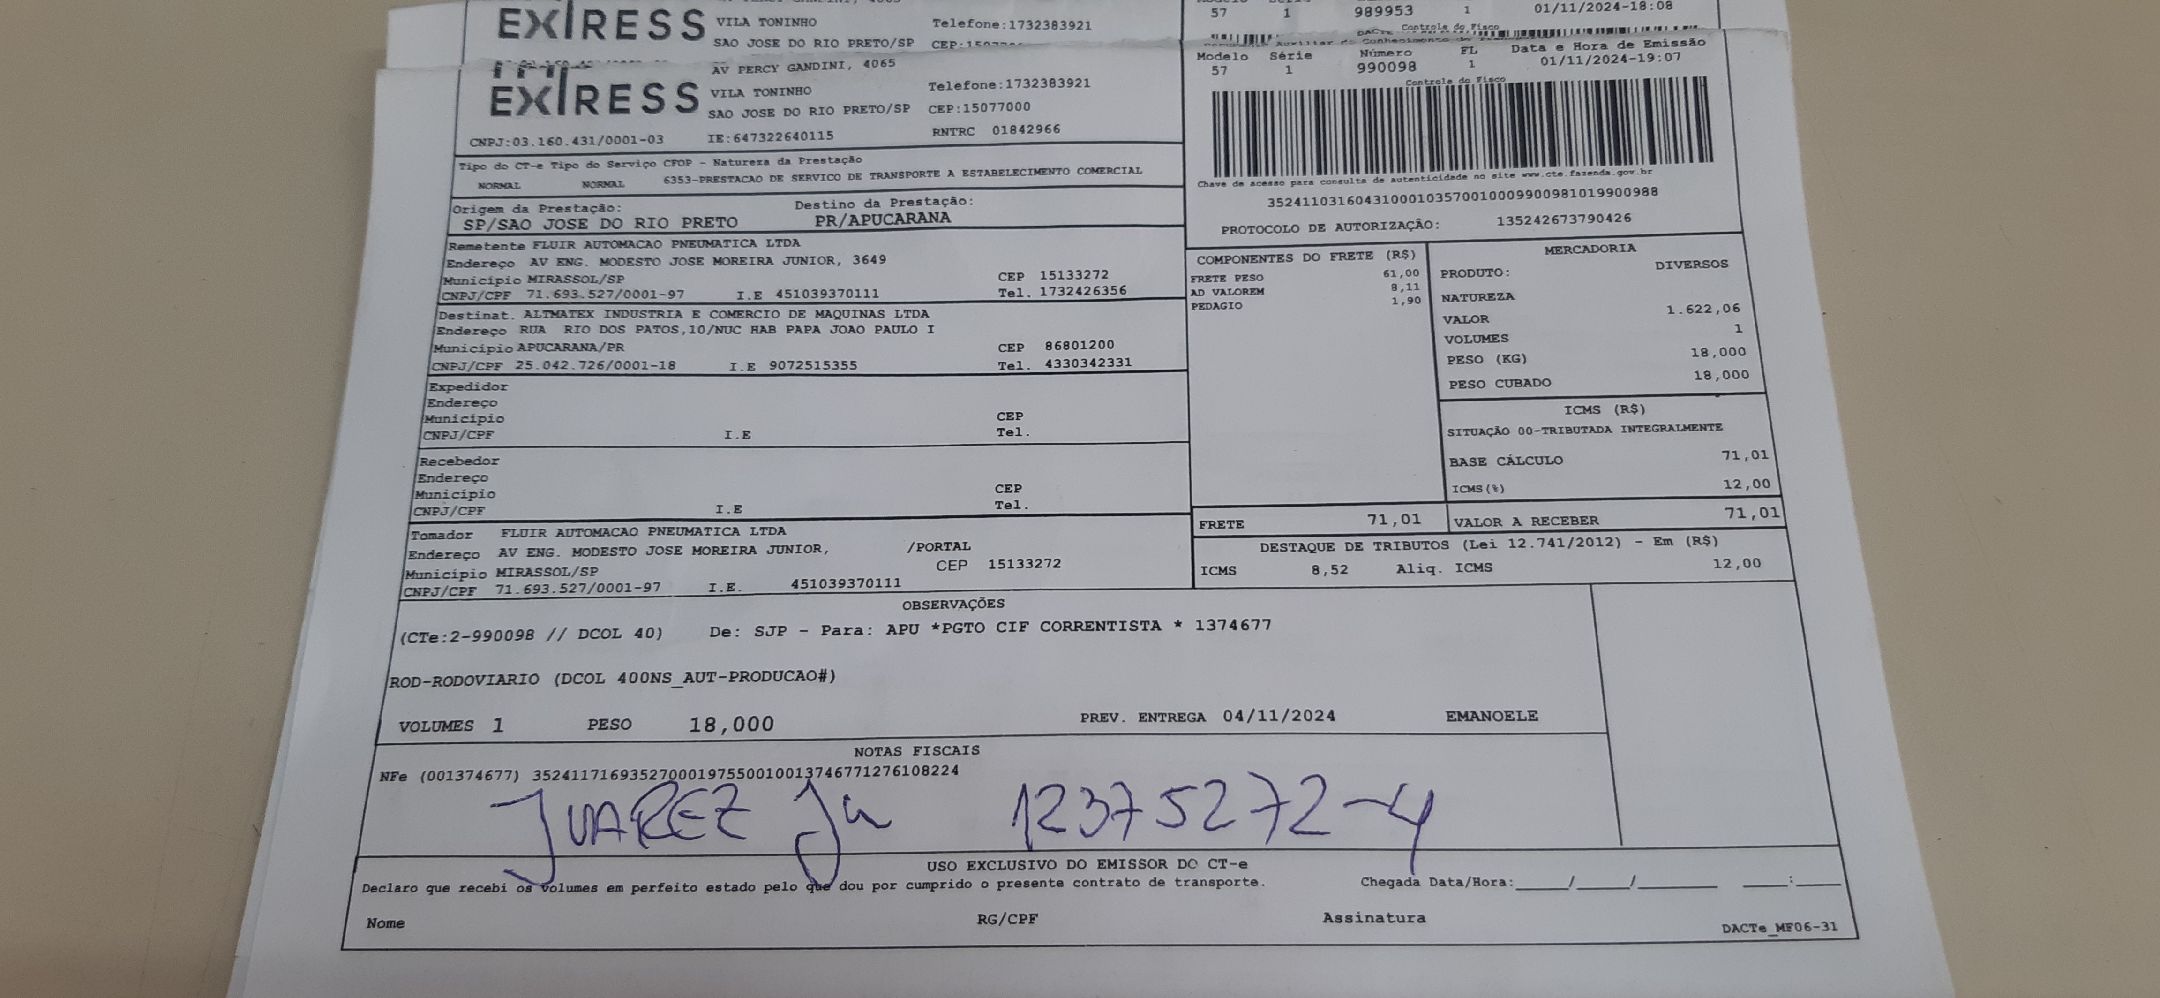 EXIRESS
VILA TONINHO
SAO JOSE DO RIO PRETO/SP
Telefone:1732383921
57 1 989953 1 01/11/2024-18:08
Controle do Fisco
EXIRESS
AV PERCY GANDINI, 4065
VILA TONINHO
SAO JOSE DO RIO PRETO/SP
Telefone:1732383921
CEP:15077000
CNPJ:03.160.431/0001-03 IE:647322640115 RNTRC 01842966
Modelo Série Número FL Data e Hora de Emissão
57 1 990098 1 01/11/2024-19:07
Controle do Fisco
Chave de acesso para consulta de autenticidade no site www.cte.fazenda.gov.br
35241103160431000103570010009900981019900988
PROTOCOLO DE AUTORIZAÇÃO: 135242673790426
Tipo do CT-e Tipo do Serviço CFOP - Natureza da Prestação
NORMAL NORMAL 6353-PRESTACAO DE SERVICO DE TRANSPORTE A ESTABELECIMENTO COMERCIAL
Origem da Prestação: Destino da Prestação:
SP/SAO JOSE DO RIO PRETO PR/APUCARANA
Remetente FLUIR AUTOMACAO PNEUMATICA LTDA
Endereço AV ENG. MODESTO JOSE MOREIRA JUNIOR, 3649
Município MIRASSOL/SP CEP 15133272
CNPJ/CPF 71.693.527/0001-97 I.E 451039370111 Tel. 1732426356
Destinat. ALTMATEX INDUSTRIA E COMERCIO DE MAQUINAS LTDA
Endereço RUA RIO DOS PATOS,10/NUC HAB PAPA JOAO PAULO I
Município APUCARANA/PR CEP 86801200
CNPJ/CPF 25.042.726/0001-18 I.E 9072515355 Tel. 4330342331
Expedidor
Endereço
Município CEP
CNPJ/CPF I.E Tel.
Recebedor
Endereço
Município CEP
CNPJ/CPF I.E Tel.
Tomador FLUIR AUTOMACAO PNEUMATICA LTDA
Endereço AV ENG. MODESTO JOSE MOREIRA JUNIOR, /PORTAL
Município MIRASSOL/SP CEP 15133272
CNPJ/CPF 71.693.527/0001-97 I.E. 451039370111
COMPONENTES DO FRETE (R$)
FRETE PESO 61,00
AD VALOREM 8,11
PEDAGIO 1,90
MERCADORIA
PRODUTO: DIVERSOS
NATUREZA
VALOR 1.622,06
VOLUMES 1
PESO (KG) 18,000
PESO CUBADO 18,000
ICMS (R$)
SITUAÇÃO 00-TRIBUTADA INTEGRALMENTE
BASE CÁLCULO 71,01
ICMS(%) 12,00
FRETE 71,01 VALOR A RECEBER 71,01
DESTAQUE DE TRIBUTOS (Lei 12.741/2012) - Em (R$)
ICMS 8,52 Aliq. ICMS 12,00
OBSERVAÇÕES
(CTe:2-990098 // DCOL 40) De: SJP - Para: APU *PGTO CIF CORRENTISTA * 1374677
ROD-RODOVIARIO (DCOL 400NS_AUT-PRODUCAO#)
VOLUMES 1 PESO 18,000 PREV. ENTREGA 04/11/2024 EMANOELE
NOTAS FISCAIS
NFe (001374677) 35241171693527000197550010013746771276108224
JUAREZ 12375272-4
USO EXCLUSIVO DO EMISSOR DO CT-e
Declaro que recebi os volumes em perfeito estado pelo que dou por cumprido o presente contrato de transporte. Chegada Data/Hora:_____/_____/_______ ____:____
Nome RG/CPF Assinatura
DACTe_MF06-31